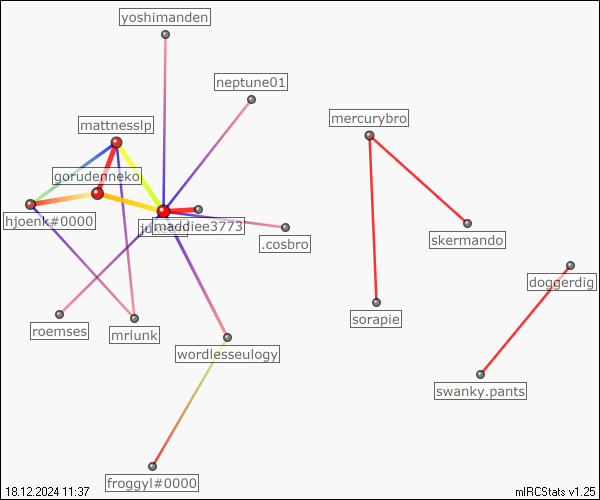 yoshimanden
neptune01
mattnesslp
mercurybro
gorudenneko
hjoenk#0000
maddiee3773
.cosbro
skermando
doggerdig
sorapie
roemses
mrlunk
wordlesseulogy
swanky.pants
froggyl#0000
18.12.2024 11:37
mIRCStats v1.25